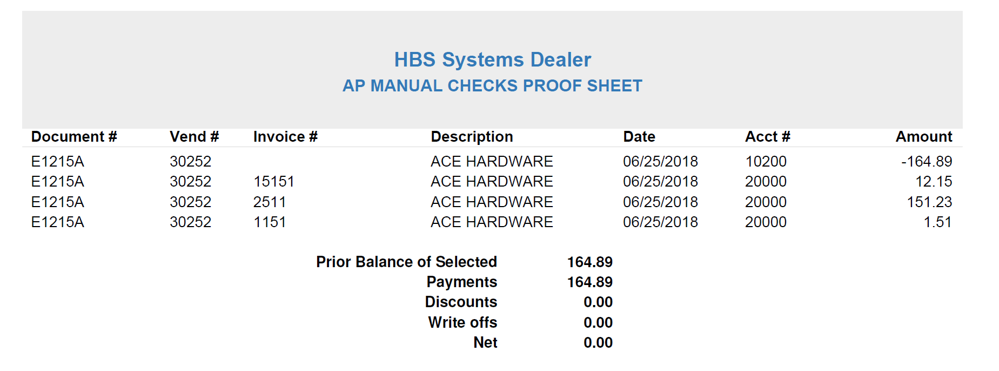 HBS Systems Dealer
AP MANUAL CHECKS PROOF SHEET
Document # Vend # Invoice # Description Date Acct # Amount
E1215A 30252 ACE HARDWARE 06/25/2018 10200 -164.89
E1215A 30252 15151 ACE HARDWARE 06/25/2018 20000 12.15
E1215A 30252 2511 ACE HARDWARE 06/25/2018 20000 151.23
E1215A 30252 1151 ACE HARDWARE 06/25/2018 20000 1.51
Prior Balance of Selected 164.89
Payments 164.89
Discounts 0.00
Write offs 0.00
Net 0.00